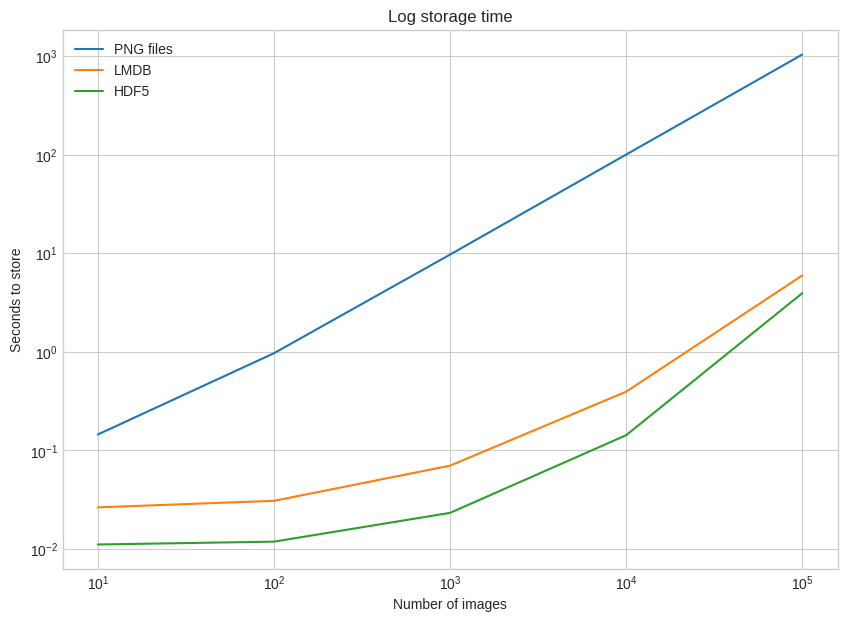 Log storage time
PNG files
LMDB
HDF5
10³
10²
10¹
10⁰
10⁻¹
10⁻²
Seconds to store
10¹
10²
10³
10⁴
10⁵
Number of images